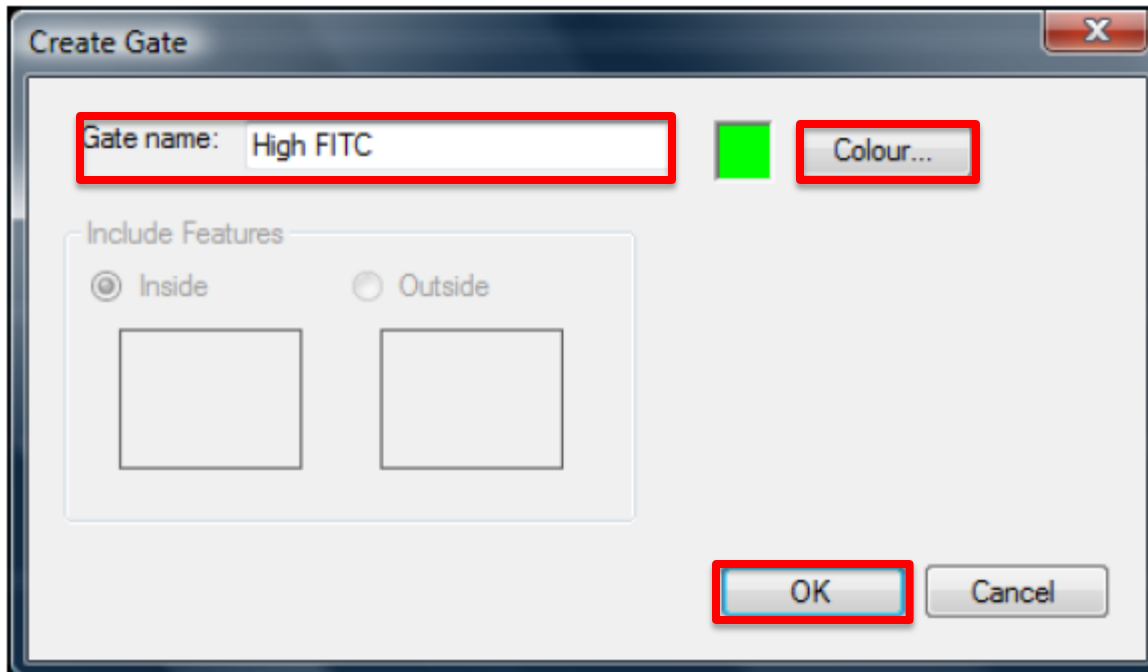 Create Gate
Gate name: High FITC Colour...
Include Features
Inside Outside
OK Cancel